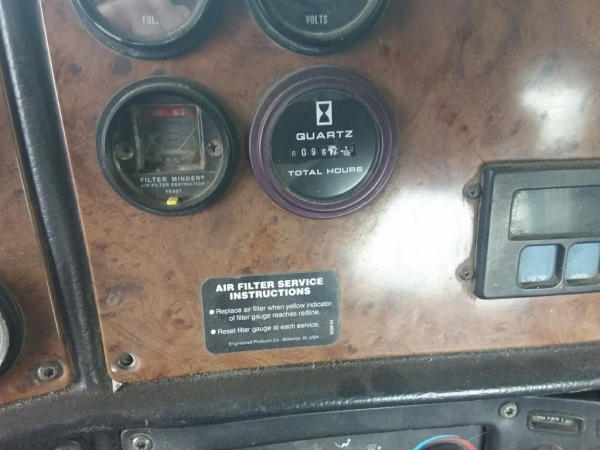 VOLTS
QUARTZ
TOTAL HOURS
FILTER MINDER®
AIR FILTER RESTRICTION
RESET
AIR FILTER SERVICE
INSTRUCTIONS
● Replace air filter when yellow indicator
of filter gauge reaches redline.
● Reset filter gauge at each service.
Engineered Products Co., Waterloo, IA, USA